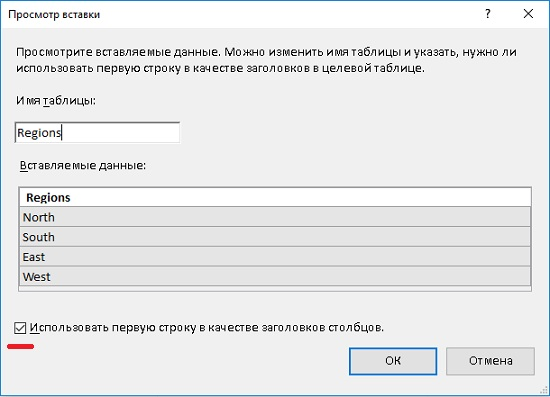 Просмотр вставки
?
Просмотрите вставляемые данные. Можно изменить имя таблицы и указать, нужно ли
использовать первую строку в качестве заголовков в целевой таблице.
Имя таблицы:
Regions
Вставляемые данные:
Regions
North
South
East
West
Использовать первую строку в качестве заголовков столбцов.
ОК
Отмена